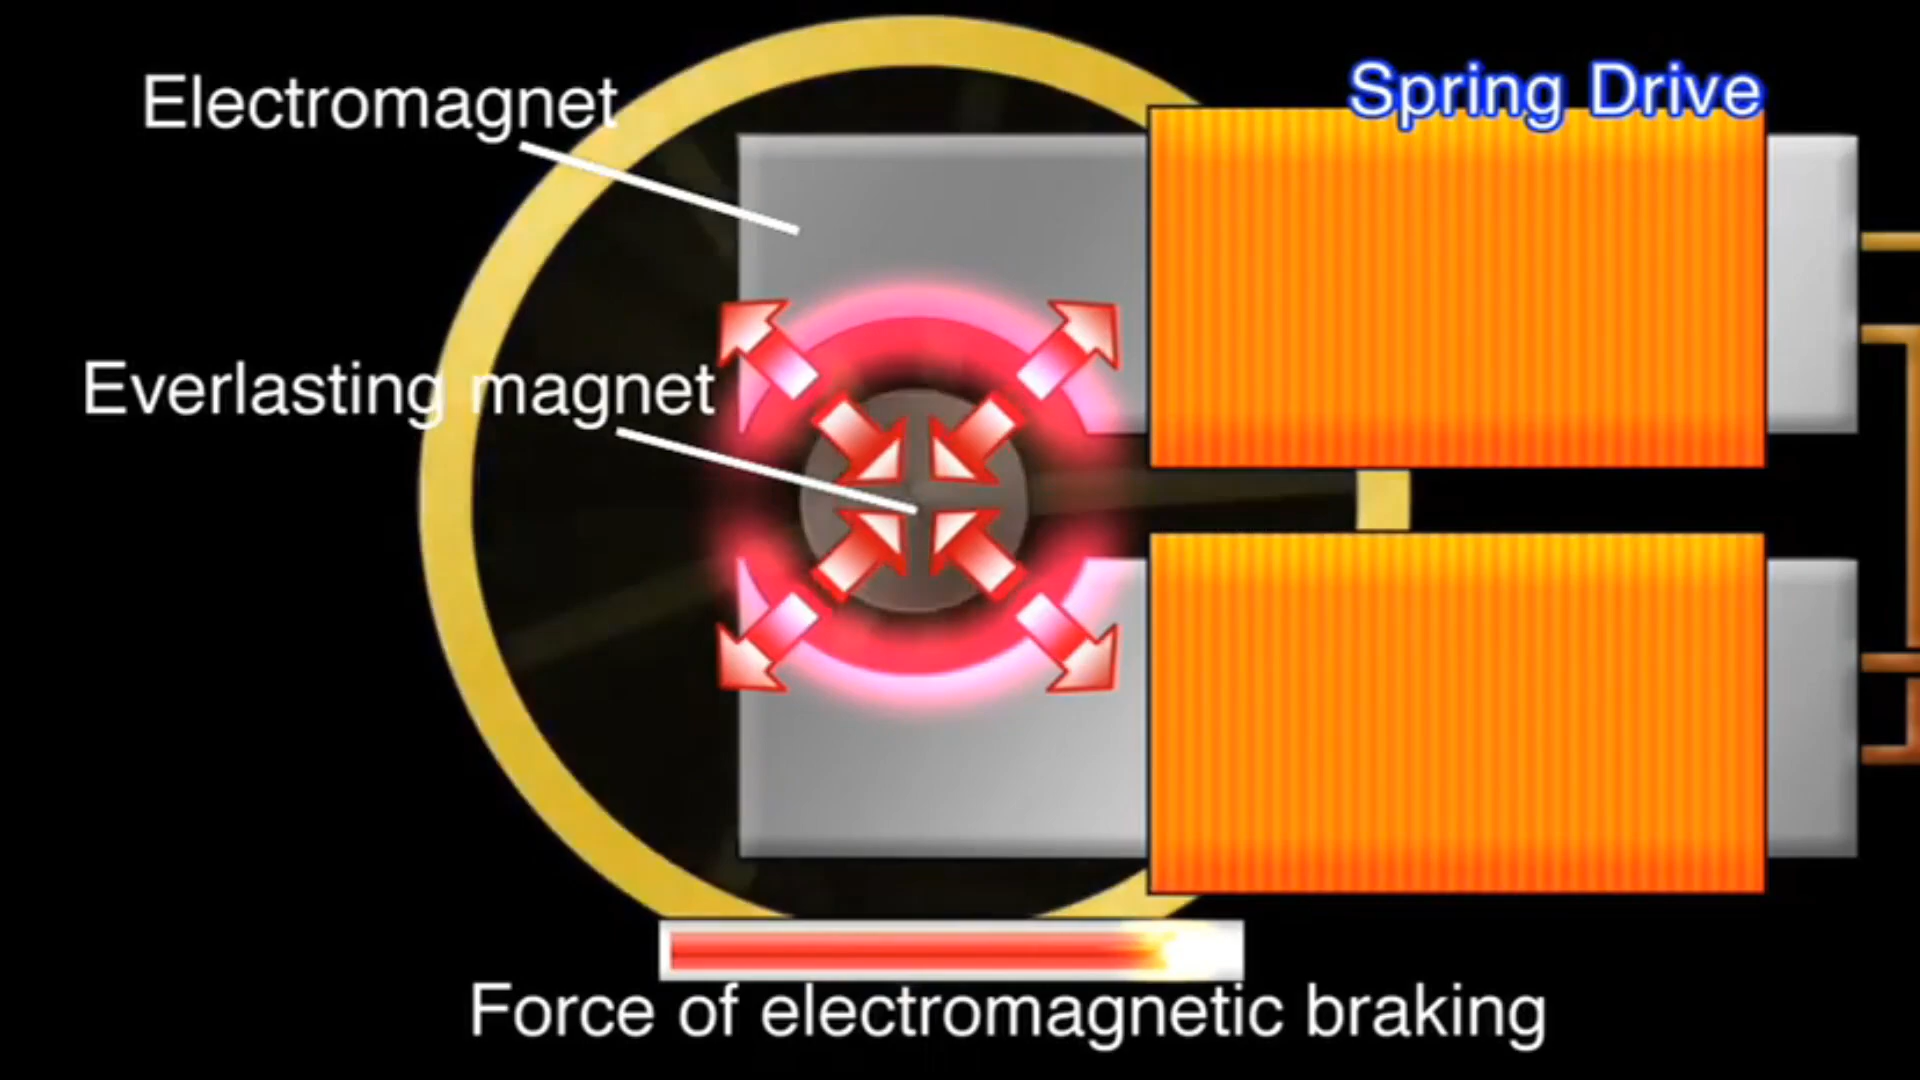 Electromagnet
Spring Drive
Everlasting magnet
Force of electromagnetic braking